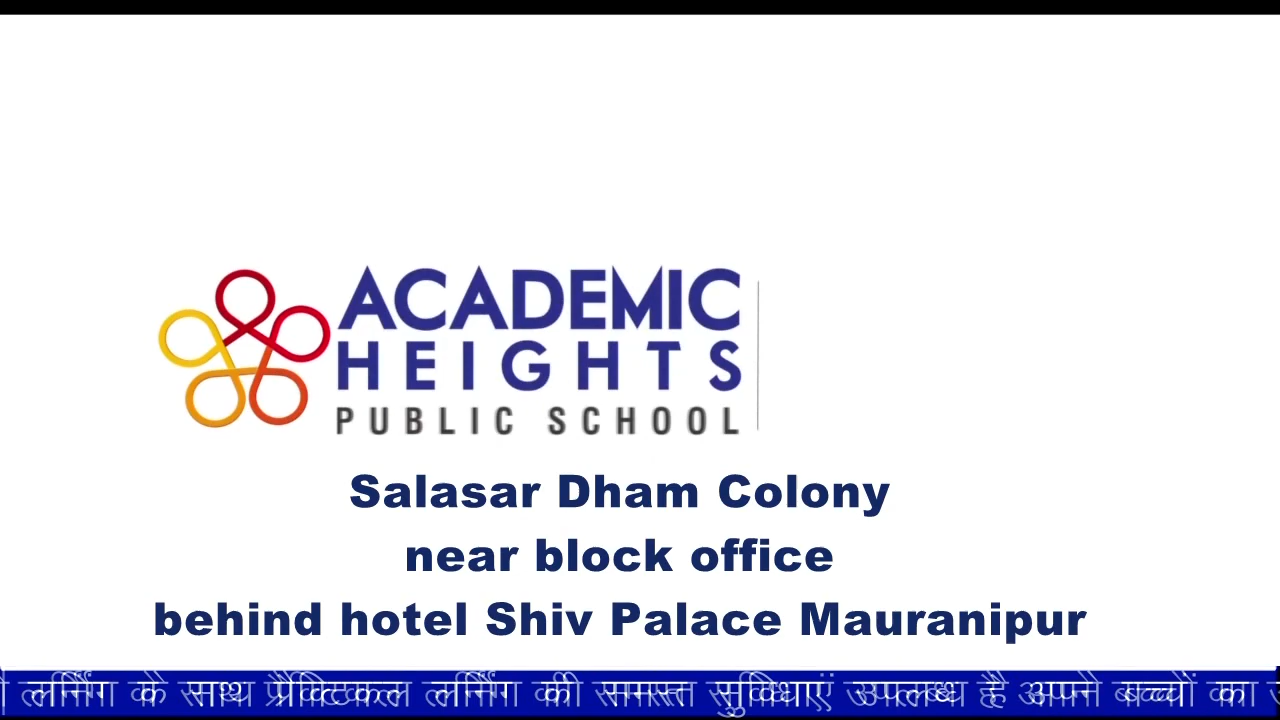 ACADEMIC
HEIGHTS
PUBLIC SCHOOL
Salasar Dham Colony
near block office
behind hotel Shiv Palace Mauranipur
लर्निंग के साथ प्रैक्टिकल लर्निंग की समस्त सुविधाएं उपलब्ध है अपने बच्चों का